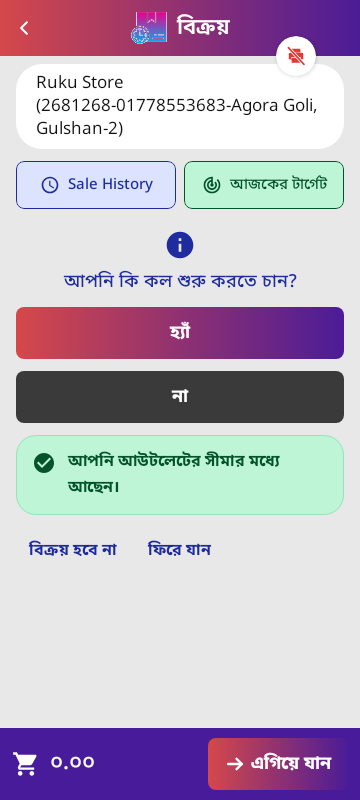 বিক্রয়
Ruku Store
(2681268-01778553683-Agora Goli,
Gulshan-2)
Sale History
আজকের টার্গেট
আপনি কি কল শুরু করতে চান?
হ্যাঁ
না
আপনি আউটলেটের সীমার মধ্যে
আছেন।
বিক্রয় হবে না
ফিরে যান
০.০০
এগিয়ে যান